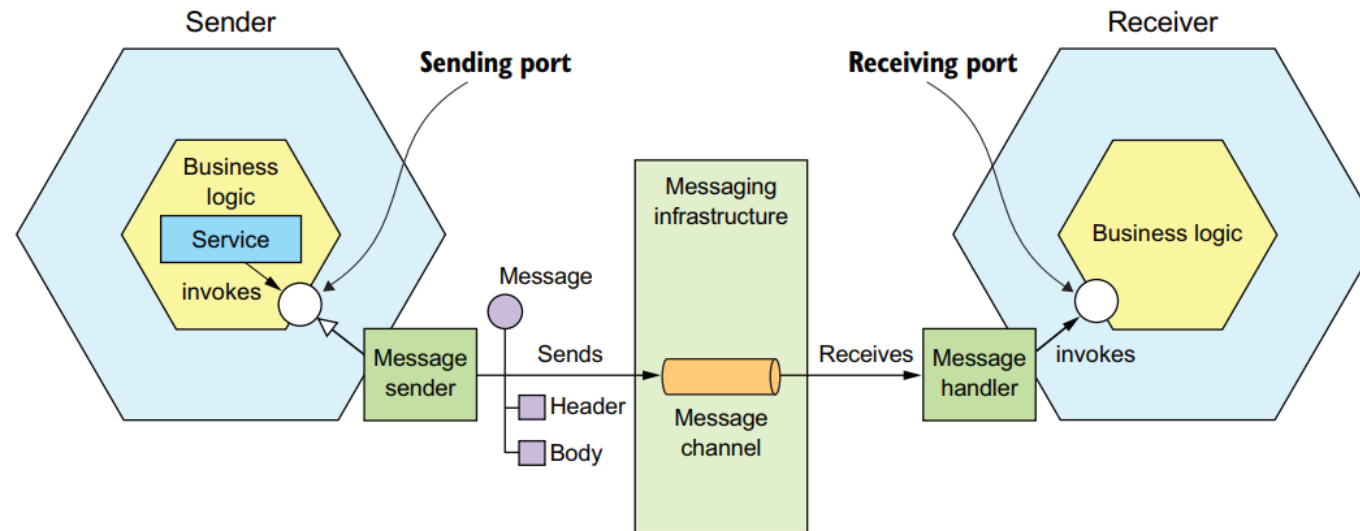 Sender
Receiver
Sending port
Receiving port
Business
logic
Service
invokes
Message
sender
Message
Sends
Header
Body
Messaging
infrastructure
Message
channel
Receives
Message
handler
invokes
Business logic